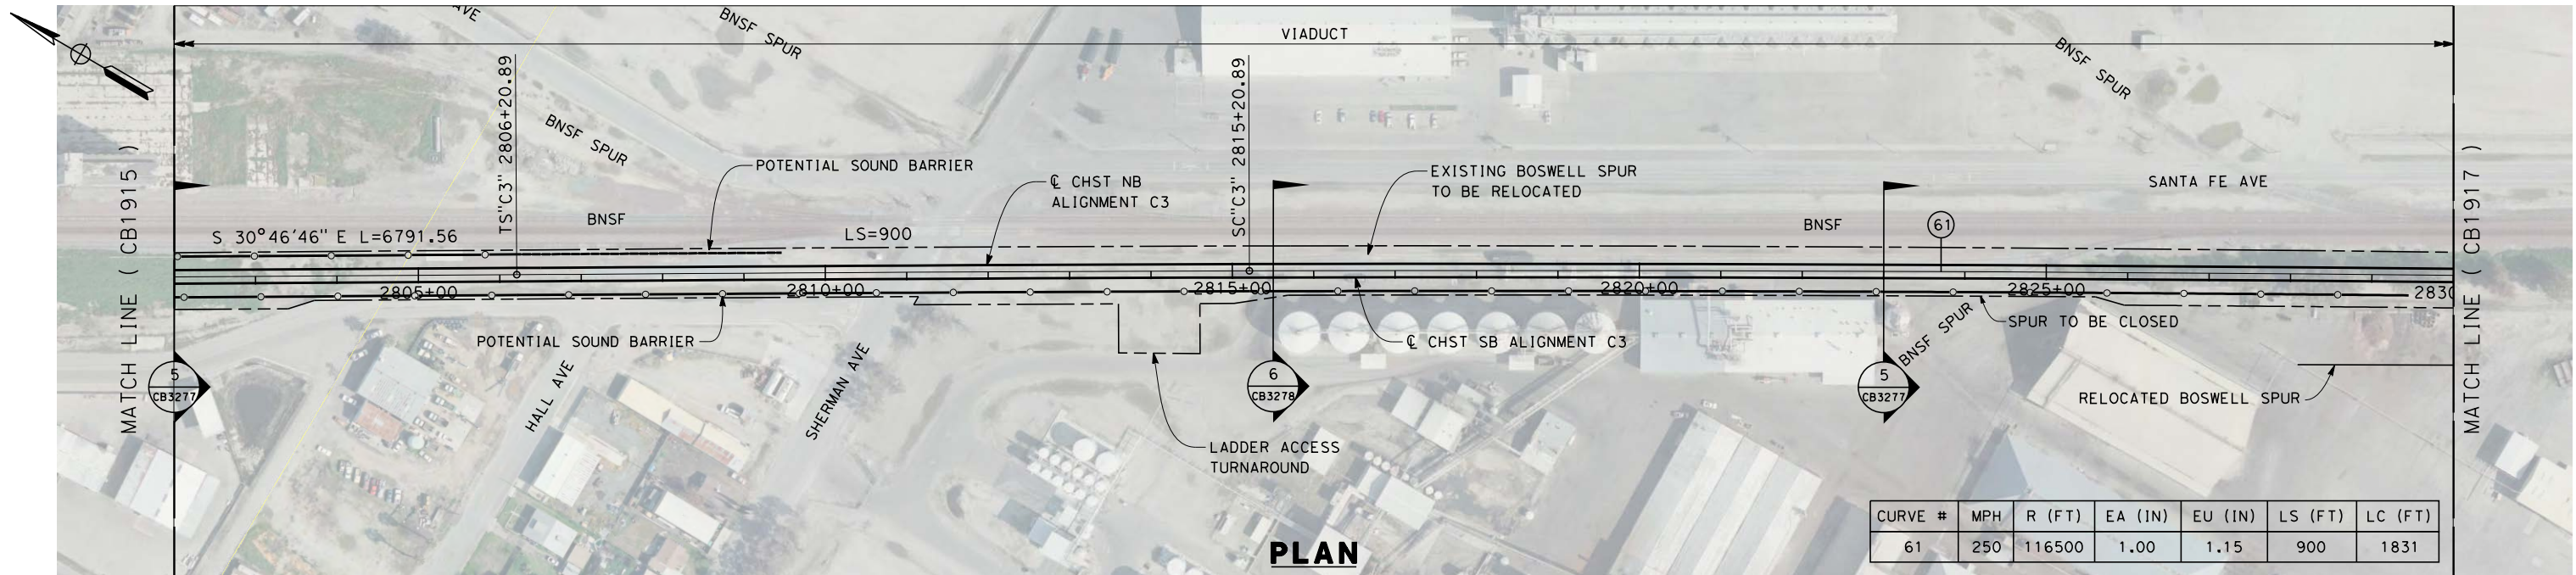 AVE
BNSF SPUR
VIADUCT
BNSF SPUR
TS"C3" 2806+20.89
BNSF SPUR
SC"C3" 2815+20.89
MATCH LINE ( CB1915 )
POTENTIAL SOUND BARRIER
℄ CHST NB
ALIGNMENT C3
EXISTING BOSWELL SPUR
TO BE RELOCATED
SANTA FE AVE
MATCH LINE ( CB1917 )
S 30°46'46" E L=6791.56
BNSF
LS=900
BNSF
61
2805+00
2810+00
2815+00
2820+00
2825+00
2830
POTENTIAL SOUND BARRIER
℄ CHST SB ALIGNMENT C3
BNSF SPUR
SPUR TO BE CLOSED
5
CB3277
HALL AVE
SHERMAN AVE
6
CB3278
5
CB3277
RELOCATED BOSWELL SPUR
LADDER ACCESS
TURNAROUND
CURVE # MPH R (FT) EA (IN) EU (IN) LS (FT) LC (FT)
61 250 116500 1.00 1.15 900 1831
PLAN